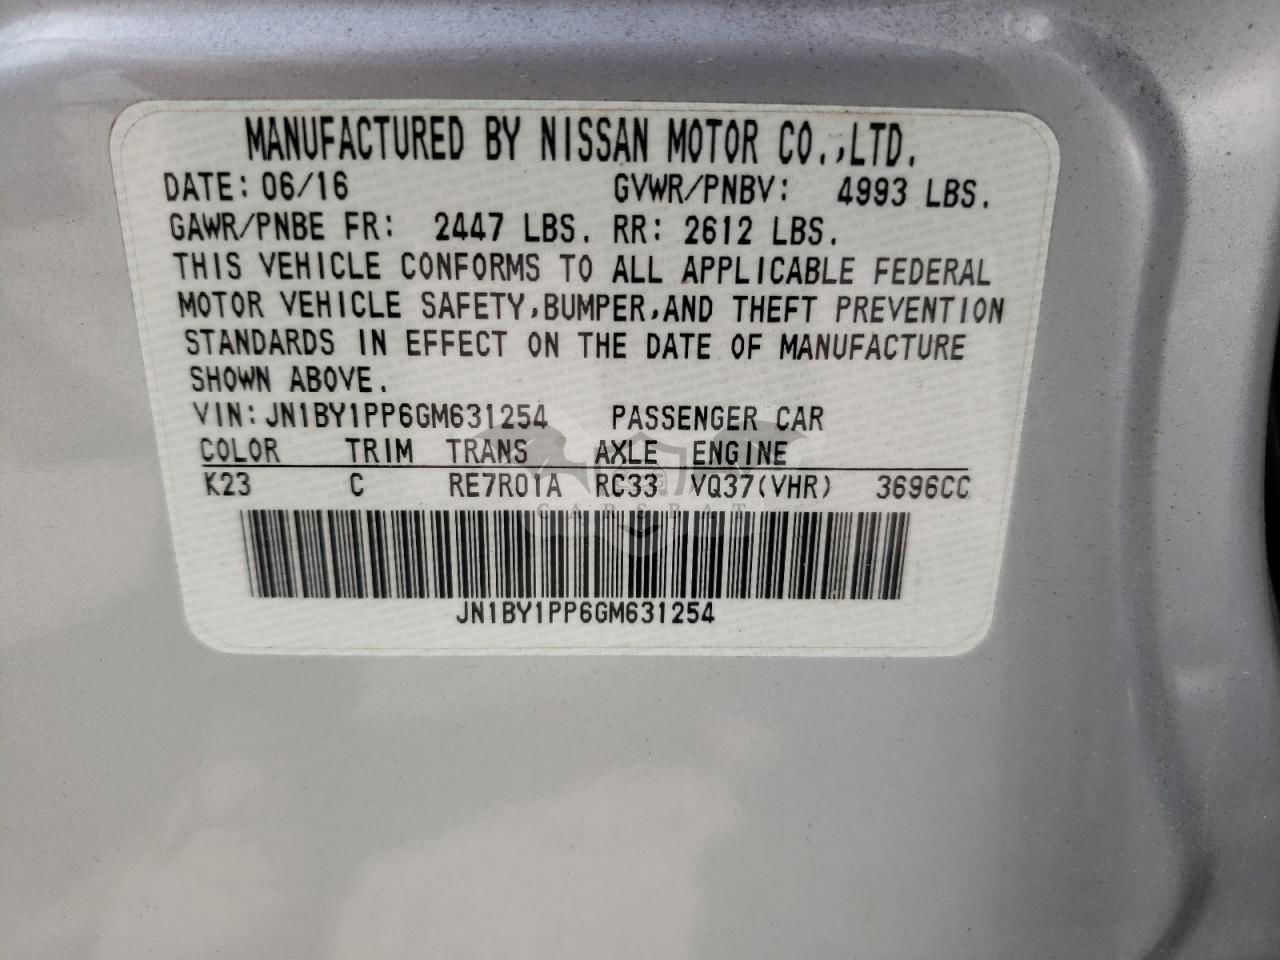 MANUFACTURED BY NISSAN MOTOR CO.,LTD.
DATE: 06/16 GVWR/PNBV: 4993 LBS.
GAWR/PNBE FR: 2447 LBS. RR: 2612 LBS.
THIS VEHICLE CONFORMS TO ALL APPLICABLE FEDERAL
MOTOR VEHICLE SAFETY,BUMPER,AND THEFT PREVENTION
STANDARDS IN EFFECT ON THE DATE OF MANUFACTURE
SHOWN ABOVE.
VIN:JN1BY1PP6GM631254 PASSENGER CAR
COLOR TRIM TRANS AXLE ENGINE
K23 C RE7R01A RC33 VQ37(VHR) 3696CC
CARSBAT
JN1BY1PP6GM631254